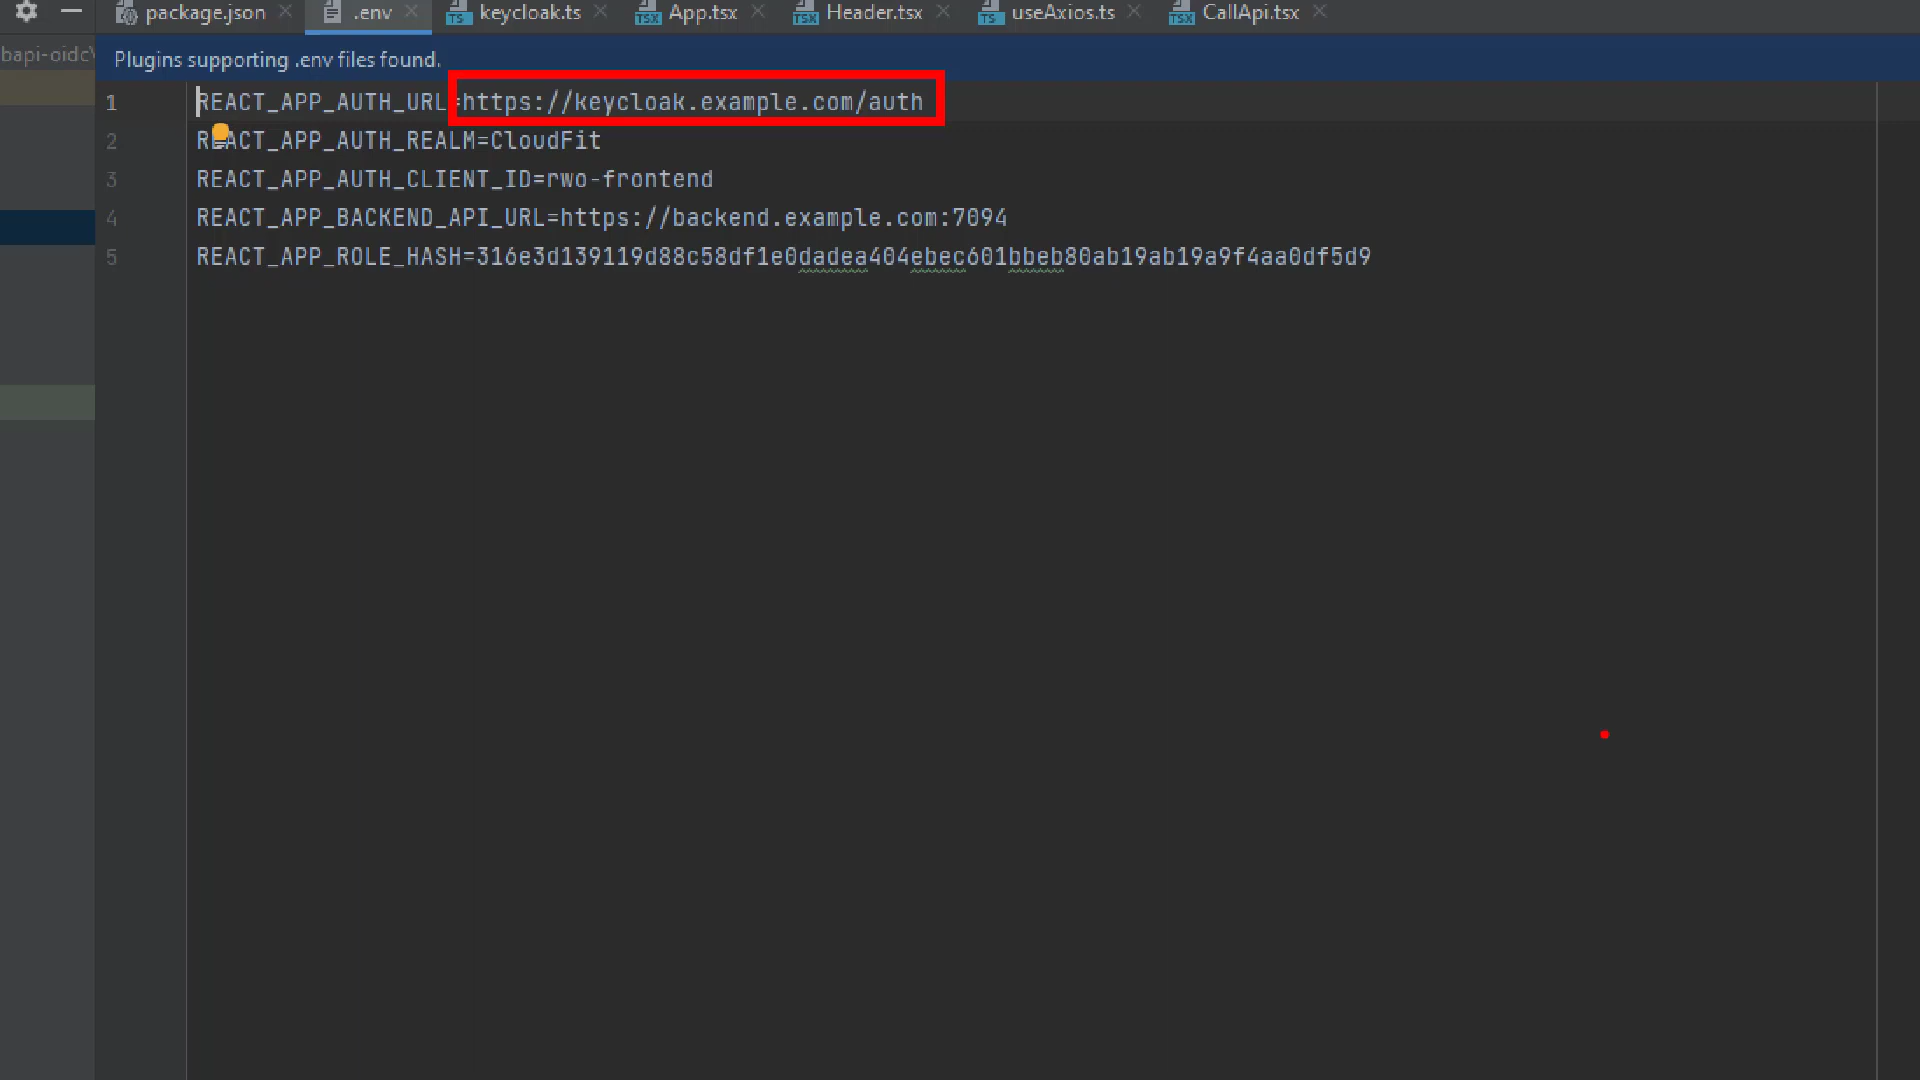 package.json .env keycloak.ts App.tsx Header.tsx useAxios.ts CallApi.tsx
bapi-oidc\
Plugins supporting .env files found.
1 REACT_APP_AUTH_URL=https://keycloak.example.com/auth
2 REACT_APP_AUTH_REALM=CloudFit
3 REACT_APP_AUTH_CLIENT_ID=rwo-frontend
4 REACT_APP_BACKEND_API_URL=https://backend.example.com:7094
5 REACT_APP_ROLE_HASH=316e3d139119d88c58df1e0dadea404ebec601bbeb80ab19ab19a9f4aa0df5d9